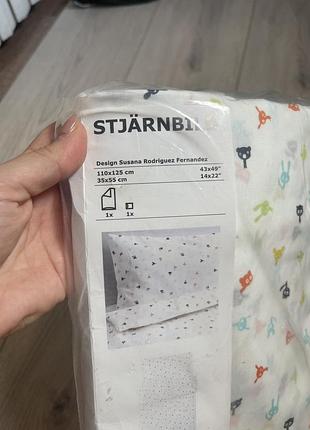 STJÄRNBI
Design Susana Rodriguez Fernandez
110x125 cm 43x49"
35x55 cm 14x22"
1x 1x